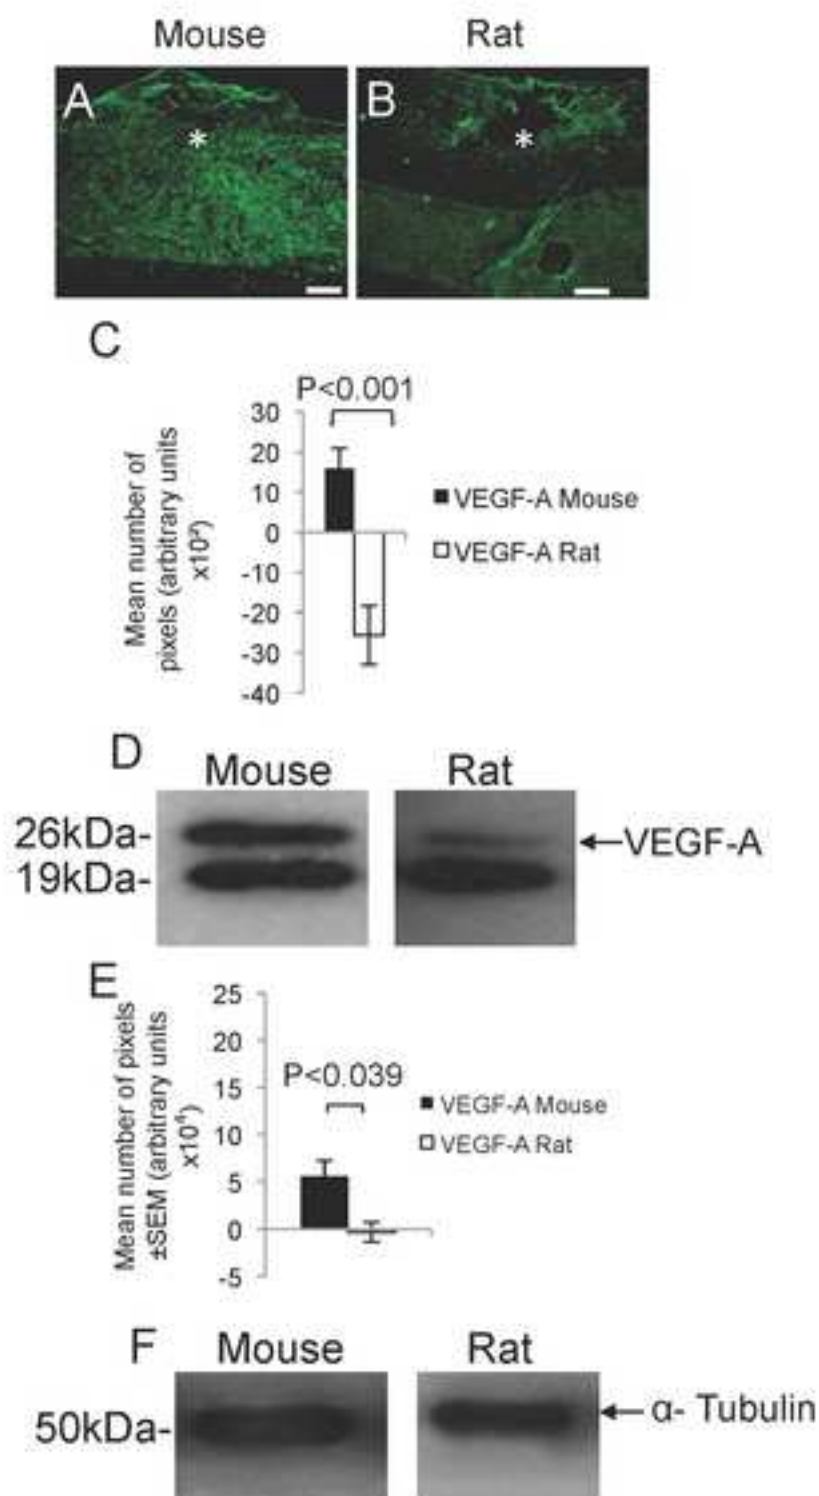 Mouse Rat
A B
* *
C
P<0.001
Mean number of
pixels (arbitrary units
x10²)
30
20
10
0
-10
-20
-30
-40
VEGF-A Mouse
VEGF-A Rat
D
Mouse Rat
26kDa-
19kDa-
VEGF-A
E
Mean number of pixels
±SEM (arbitrary units
25
20
15
10
5
0
-5
P<0.039
VEGF-A Mouse
VEGF-A Rat
F Mouse Rat
50kDa-
α- Tubulin